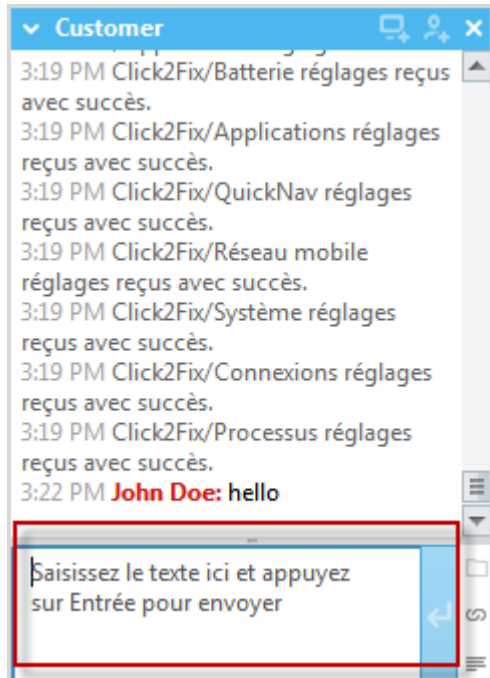 Customer
3:19 PM Click2Fix/Batterie réglages reçus
avec succès.
3:19 PM Click2Fix/Applications réglages
reçus avec succès.
3:19 PM Click2Fix/QuickNav réglages
reçus avec succès.
3:19 PM Click2Fix/Réseau mobile
réglages reçus avec succès.
3:19 PM Click2Fix/Système réglages
reçus avec succès.
3:19 PM Click2Fix/Connexions réglages
reçus avec succès.
3:19 PM Click2Fix/Processus réglages
reçus avec succès.
3:22 PM John Doe: hello
Saisissez le texte ici et appuyez
sur Entrée pour envoyer